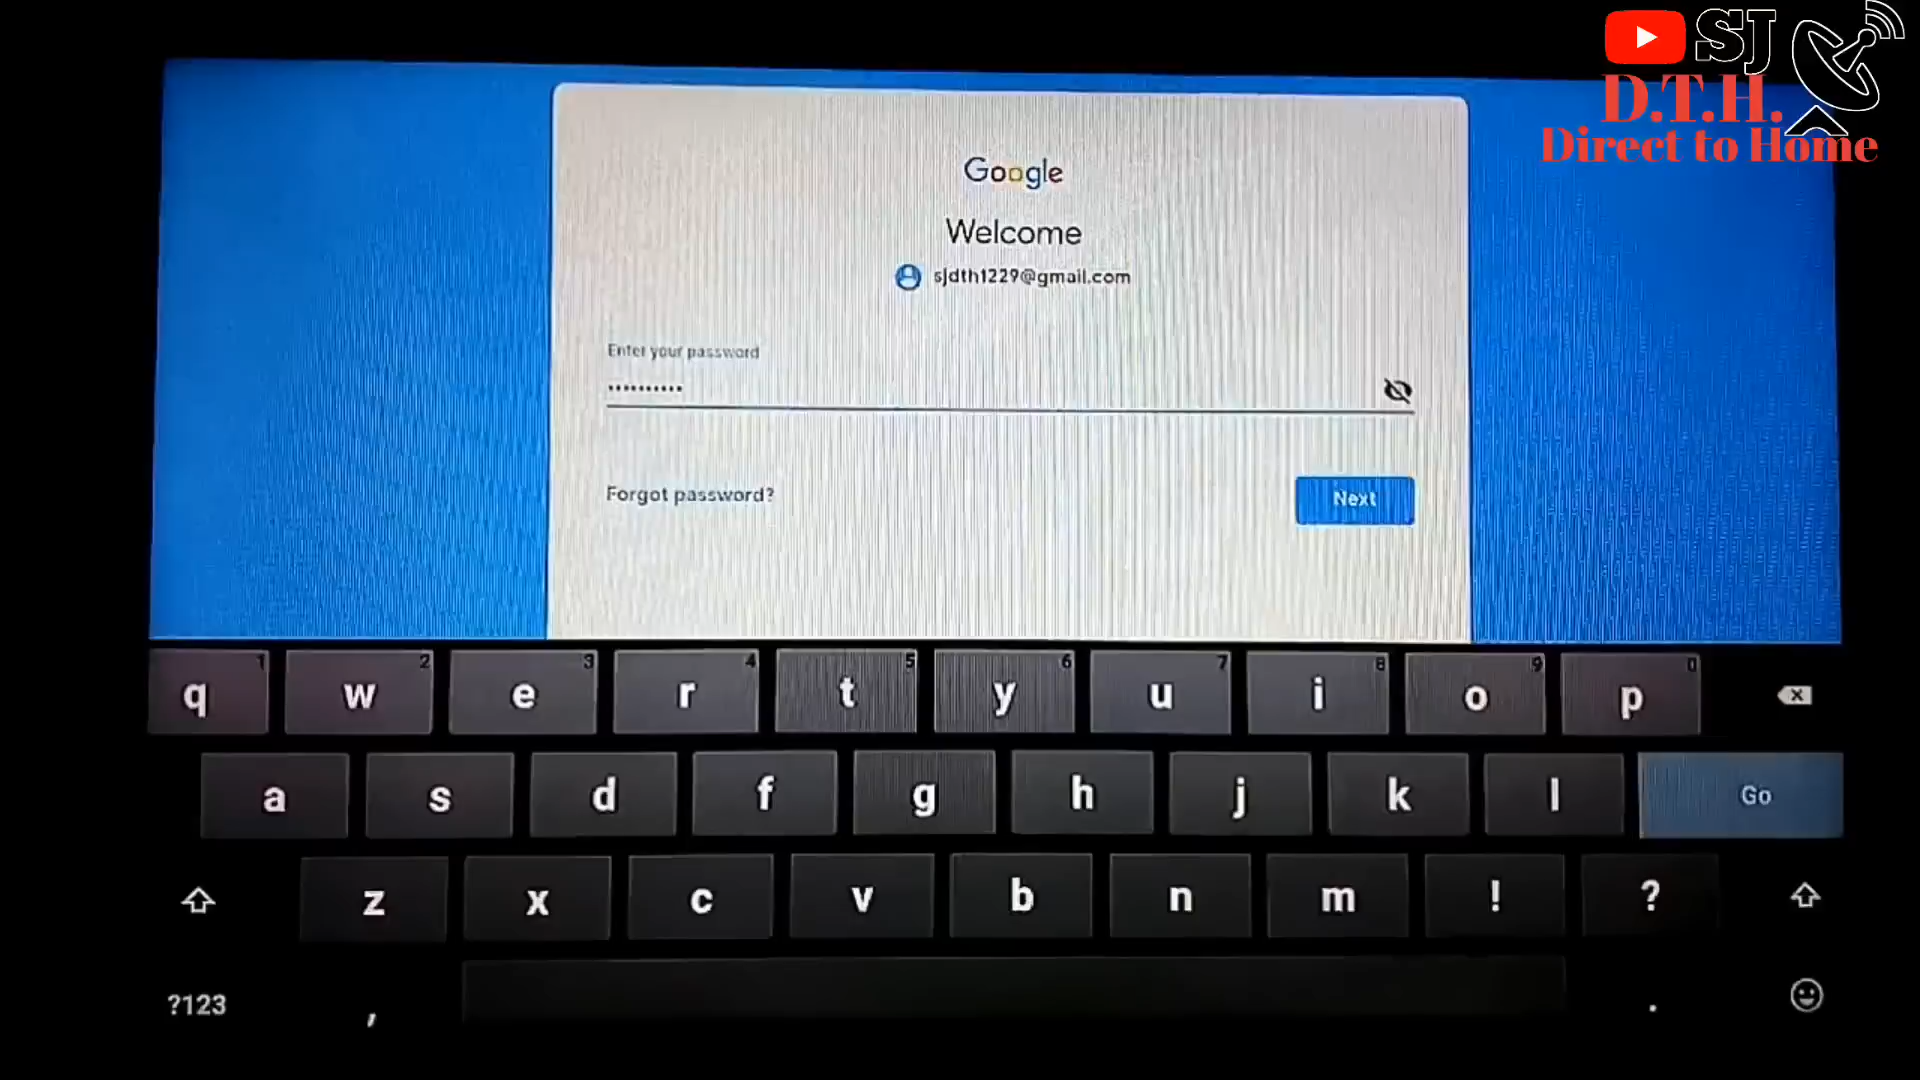 SJ
D.T.H.
Direct to Home
Google
Welcome
sjdth1229@gmail.com
Enter your password
••••••••••
Forgot password?
Next
q 1 w 2 e 3 r 4 t 5 y 6 u 7 i 8 o 9 p 0
a s d f g h j k l Go
z x c v b n m ! ?
?123 , .